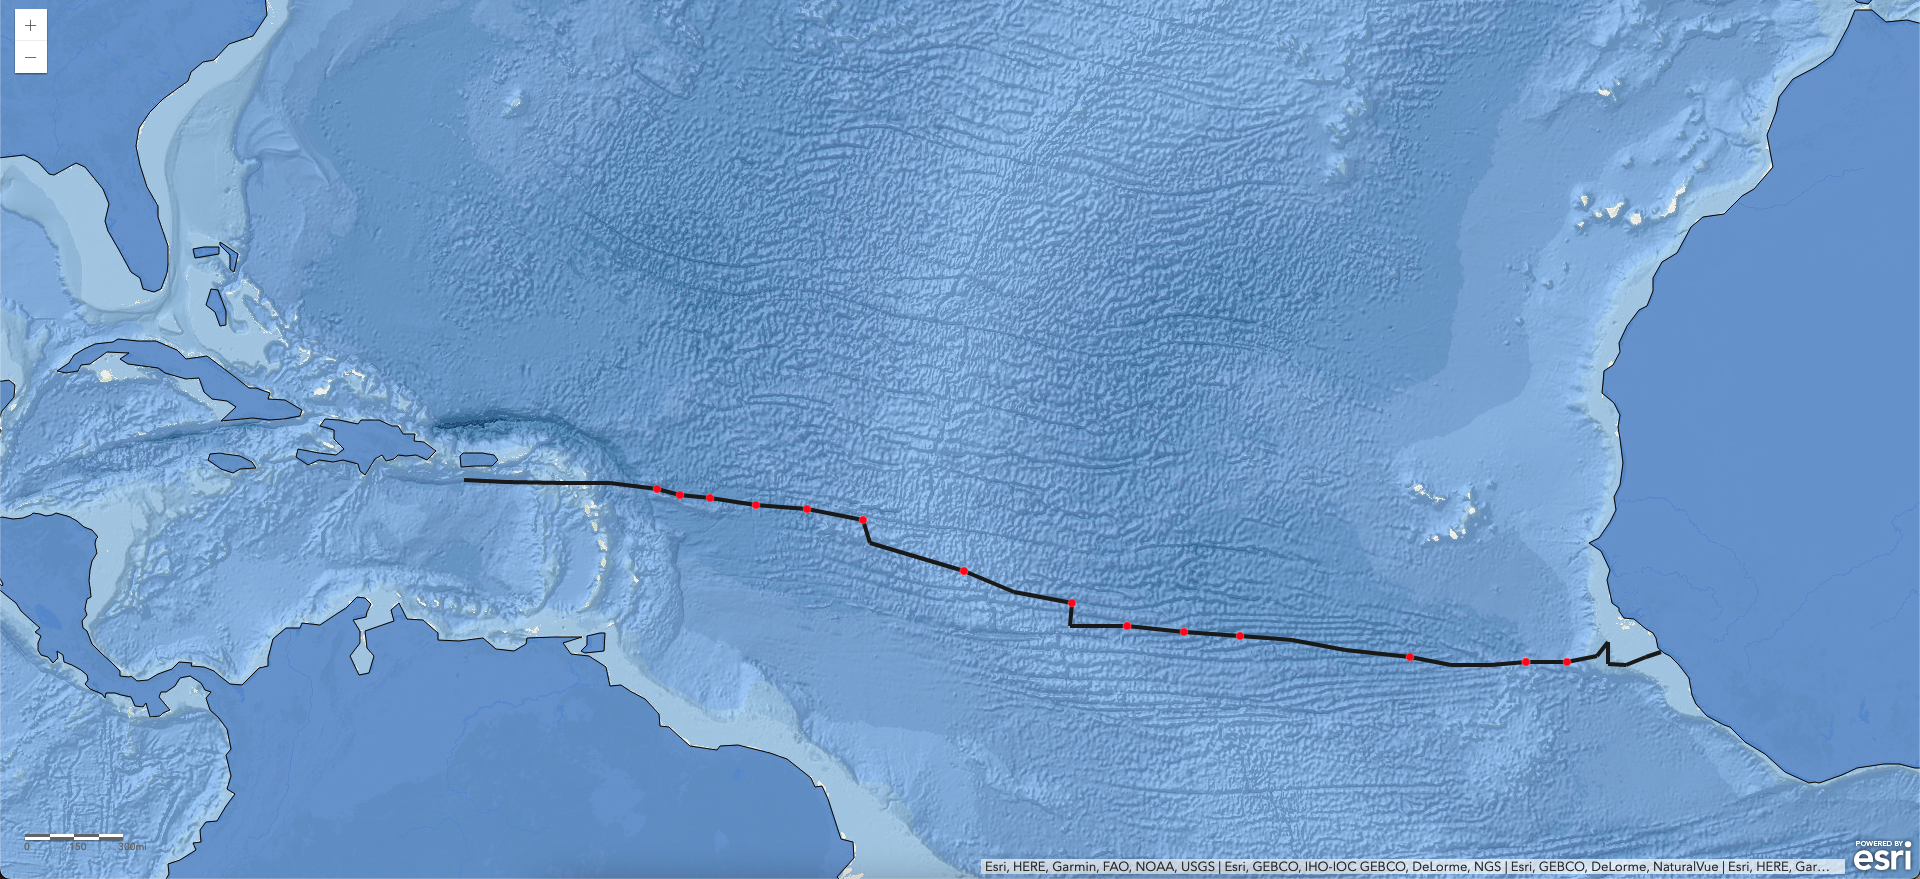 +
−
0 150 300mi
Esri, HERE, Garmin, FAO, NOAA, USGS | Esri, GEBCO, IHO-IOC GEBCO, DeLorme, NGS | Esri, GEBCO, DeLorme, NaturalVue | Esri, HERE, Gar...
POWERED BY
esri